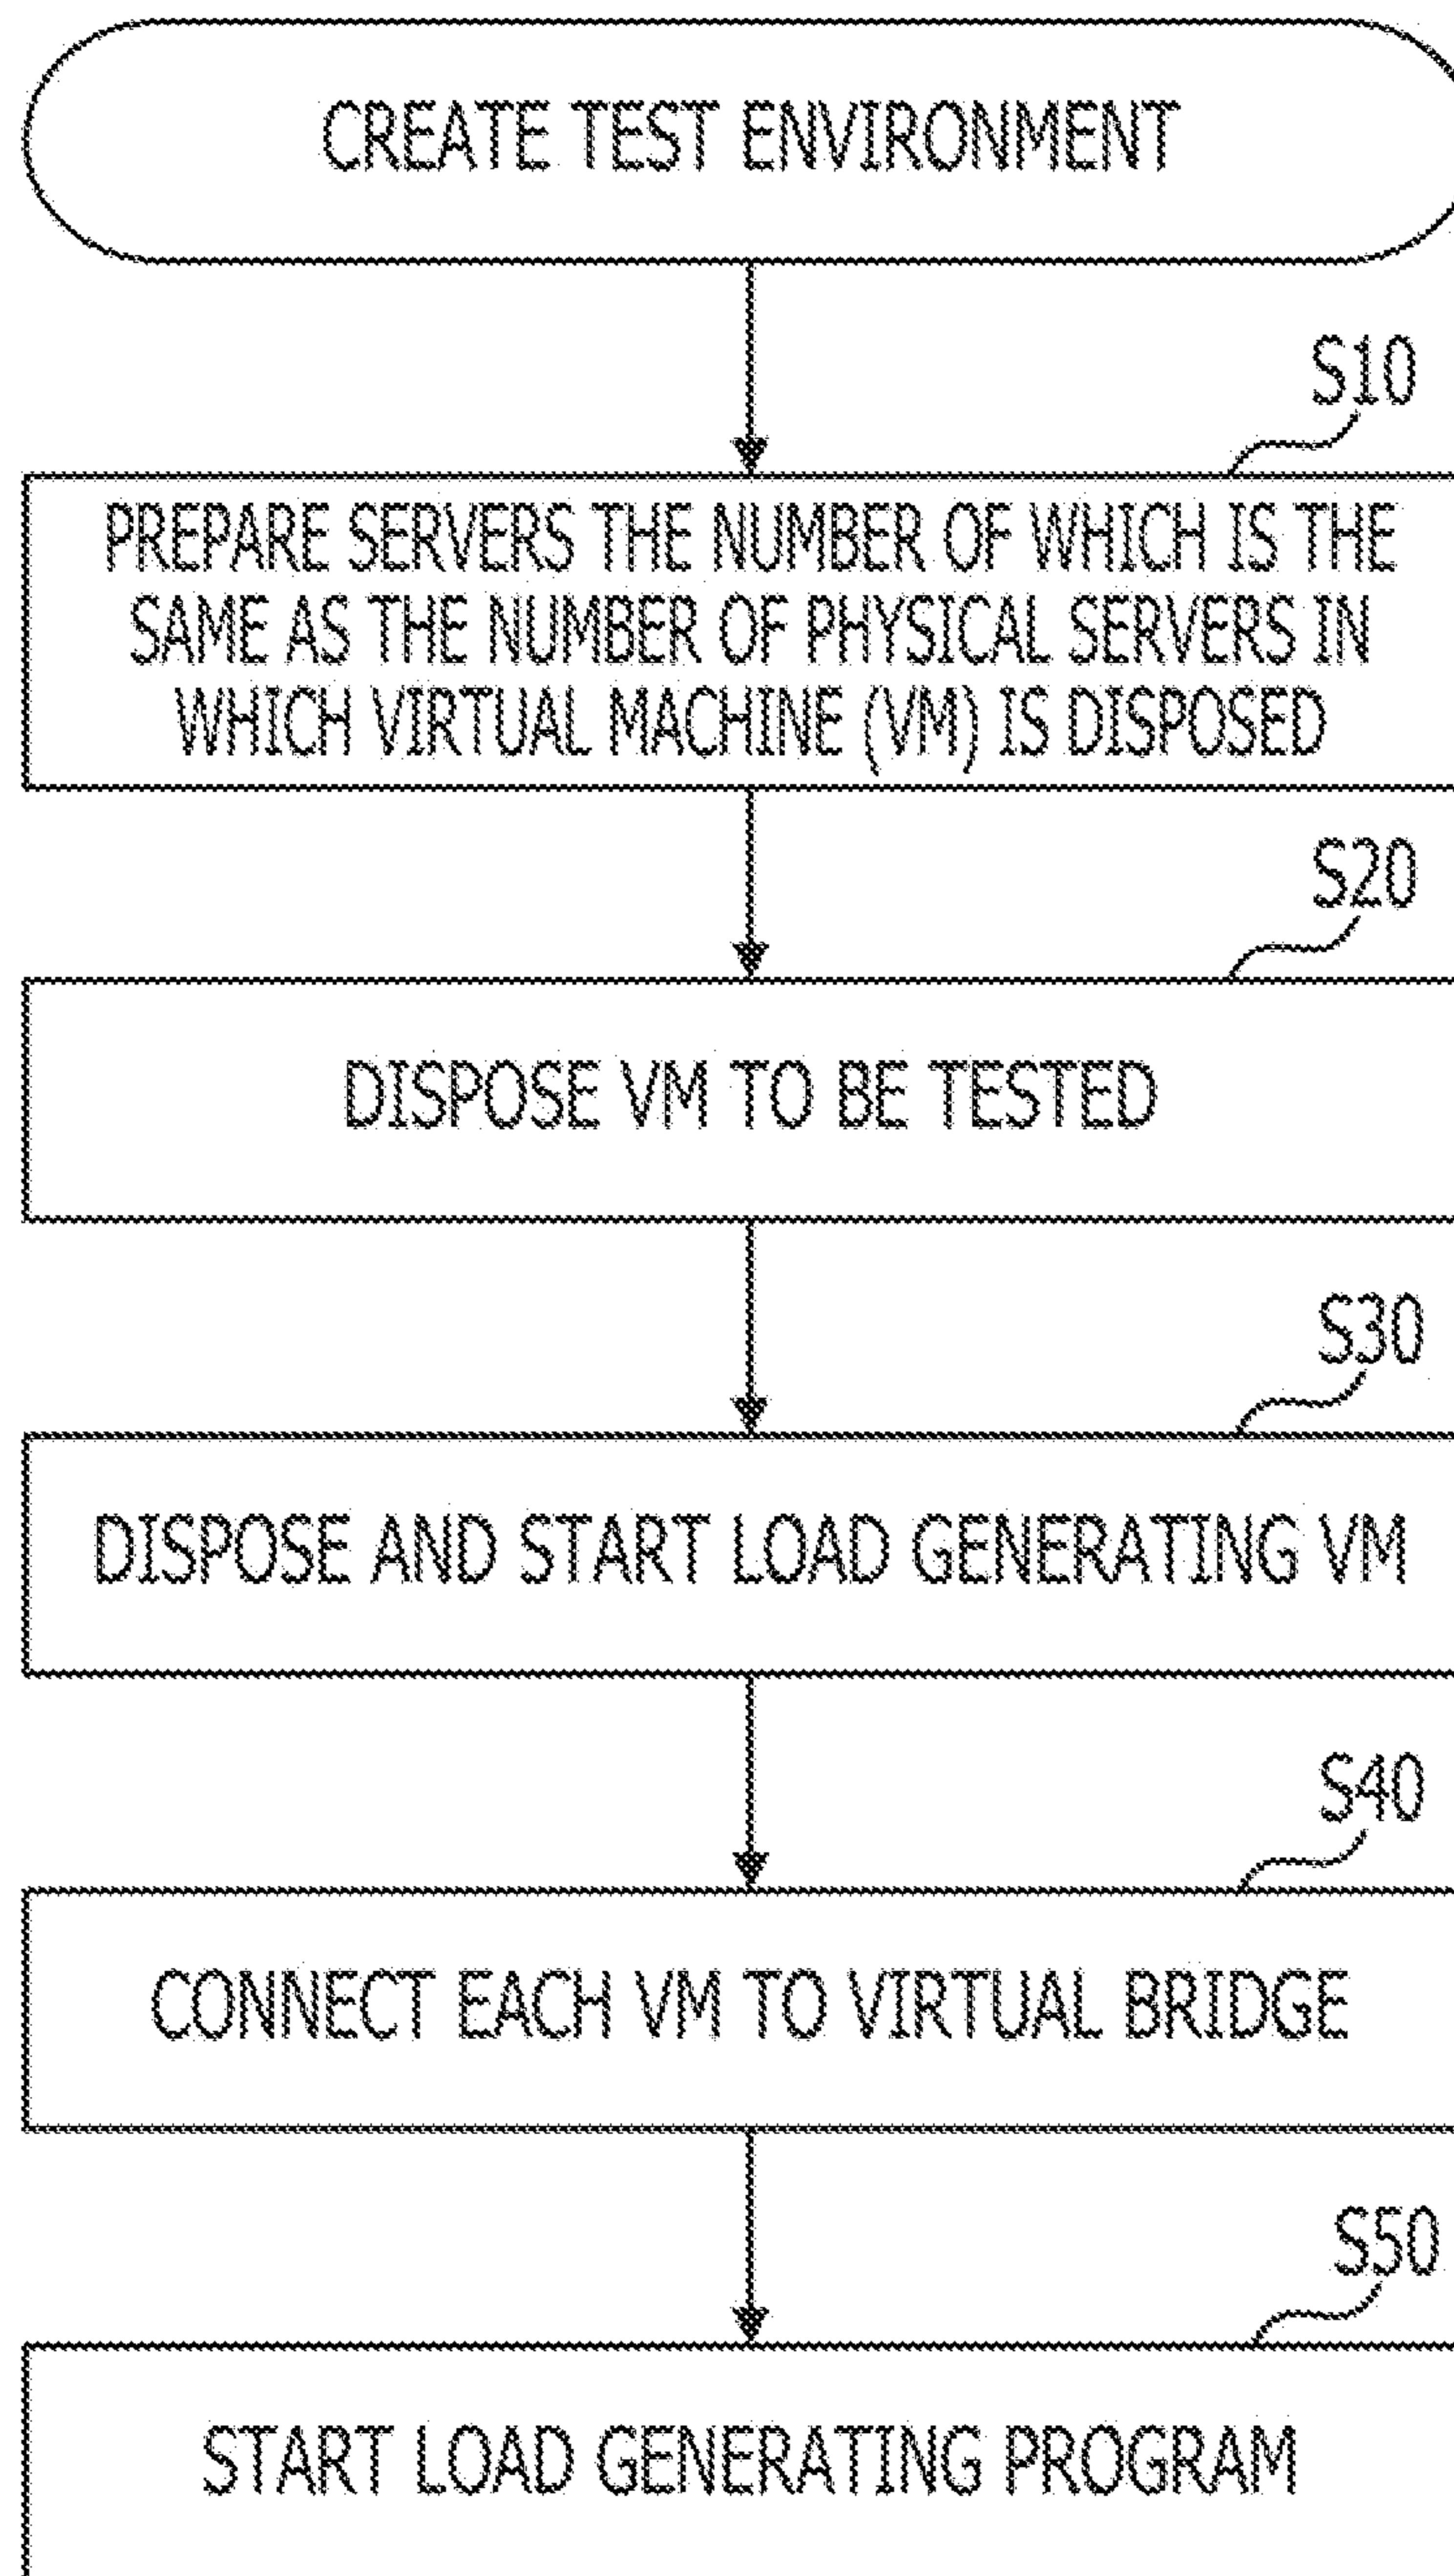 CREATE TEST ENVIRONMENT
S10
PREPARE SERVERS THE NUMBER OF WHICH IS THE
SAME AS THE NUMBER OF PHYSICAL SERVERS IN
WHICH VIRTUAL MACHINE (VM) IS DISPOSED
S20
DISPOSE VM TO BE TESTED
S30
DISPOSE AND START LOAD GENERATING VM
S40
CONNECT EACH VM TO VIRTUAL BRIDGE
S50
START LOAD GENERATING PROGRAM